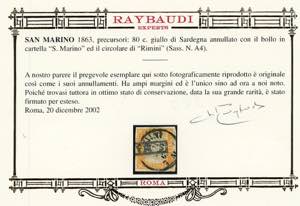 RAYBAUDI
EXPERTS
SAN MARINO 1863, precursori: 80 c. giallo di Sardegna annullato con il bollo in
cartella "S. Marino" ed il circolare di "Rimini" (Sass. N. A4).
A nostro parere il pregevole esemplare qui sotto fotograficamente riprodotto è originale
così come i suoi annullamenti. Ha ampi margini ed è l'unico sino ad ora a noi noto.
Poiché trovasi tuttora in ottimo stato di conservazione, data la sua grande rarità, è stato
firmato per esteso.
Roma, 20 dicembre 2002
ROMA